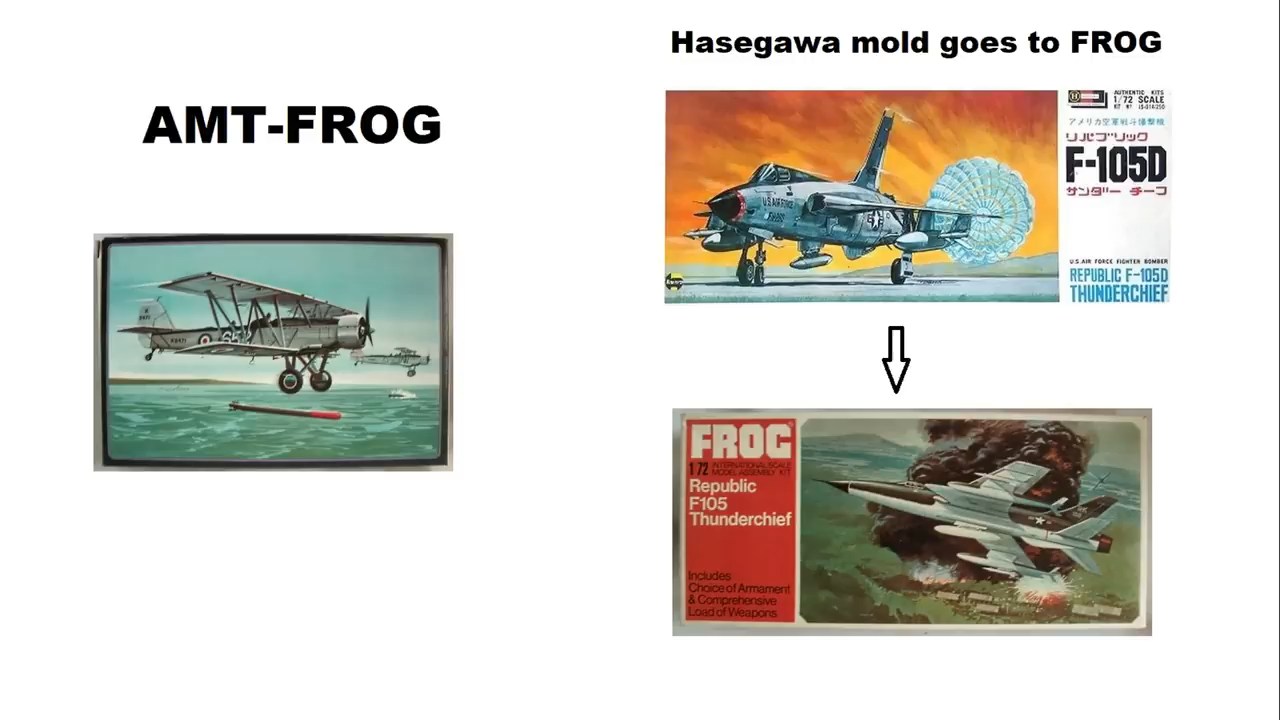 Hasegawa mold goes to FROG
AMT-FROG
AUTHENTIC KITS
1/72 SCALE
アメリカ空軍戦斗爆撃機
リパブリック
F-105D
サンダー チーフ
U.S. AIR FORCE FIGHTER BOMBER
REPUBLIC F-105D
THUNDERCHIEF
U.S. AIR FORCE
FROG
1 72 INTERNATIONAL SCALE
MODEL ASSEMBLY KIT
Republic
F105
Thunderchief
Includes
Choice of Armament
& Comprehensive
Load of Weapons